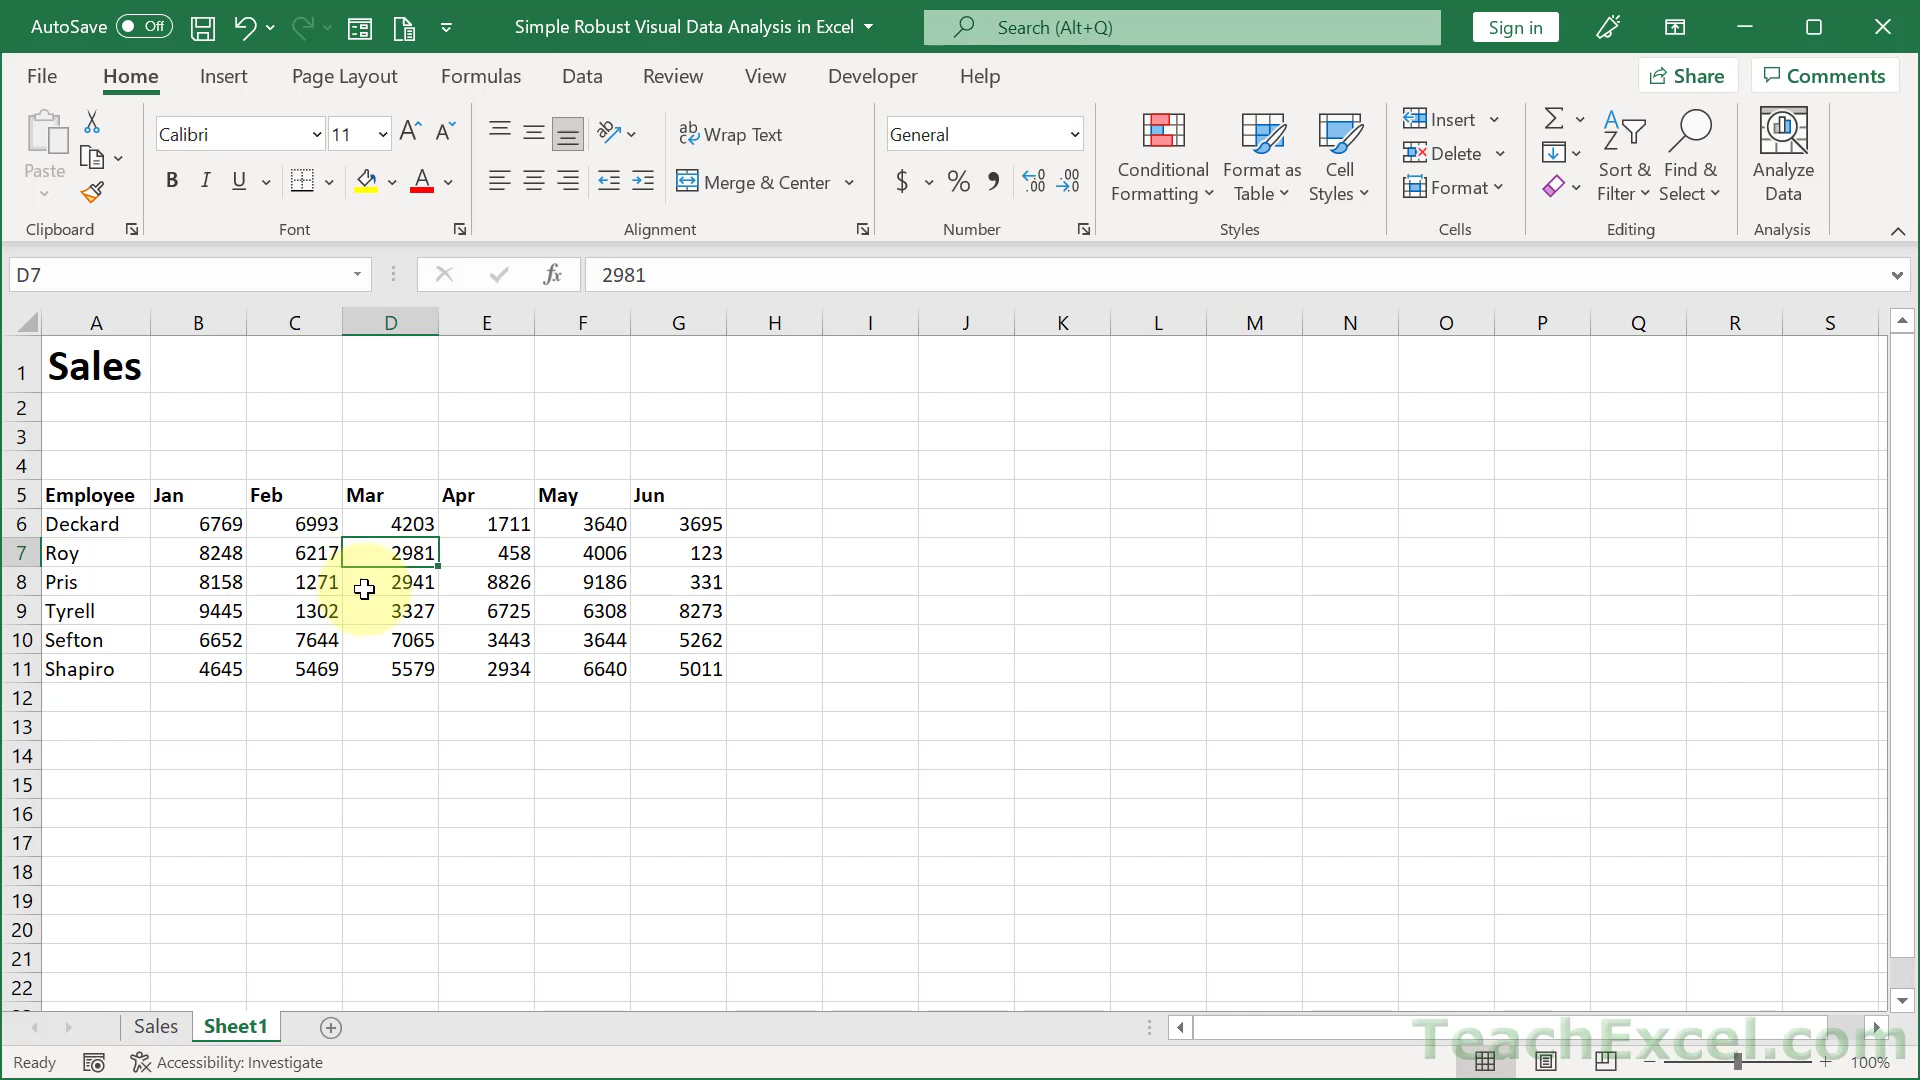 AutoSave Off Simple Robust Visual Data Analysis in Excel Search (Alt+Q) Sign in
File Home Insert Page Layout Formulas Data Review View Developer Help Share Comments
Paste Calibri 11 A A ab Wrap Text General Conditional Formatting Format as Table Cell Styles Insert Sort & Filter Find & Select Analyze Data
Delete
B I U A Merge & Center $ % Format
Clipboard Font Alignment Number Styles Cells Editing Analysis
D7 fx 2981
A B C D E F G H I J K L M N O P Q R S
1 Sales
2
3
4
5 Employee Jan Feb Mar Apr May Jun
6 Deckard 6769 6993 4203 1711 3640 3695
7 Roy 8248 6217 2981 458 4006 123
8 Pris 8158 1271 2941 8826 9186 331
9 Tyrell 9445 1302 3327 6725 6308 8273
10 Sefton 6652 7644 7065 3443 3644 5262
11 Shapiro 4645 5469 5579 2934 6640 5011
12
13
14
15
16
17
18
19
20
21
22
Sales Sheet1
TeachExcel.com
Ready Accessibility: Investigate 100%